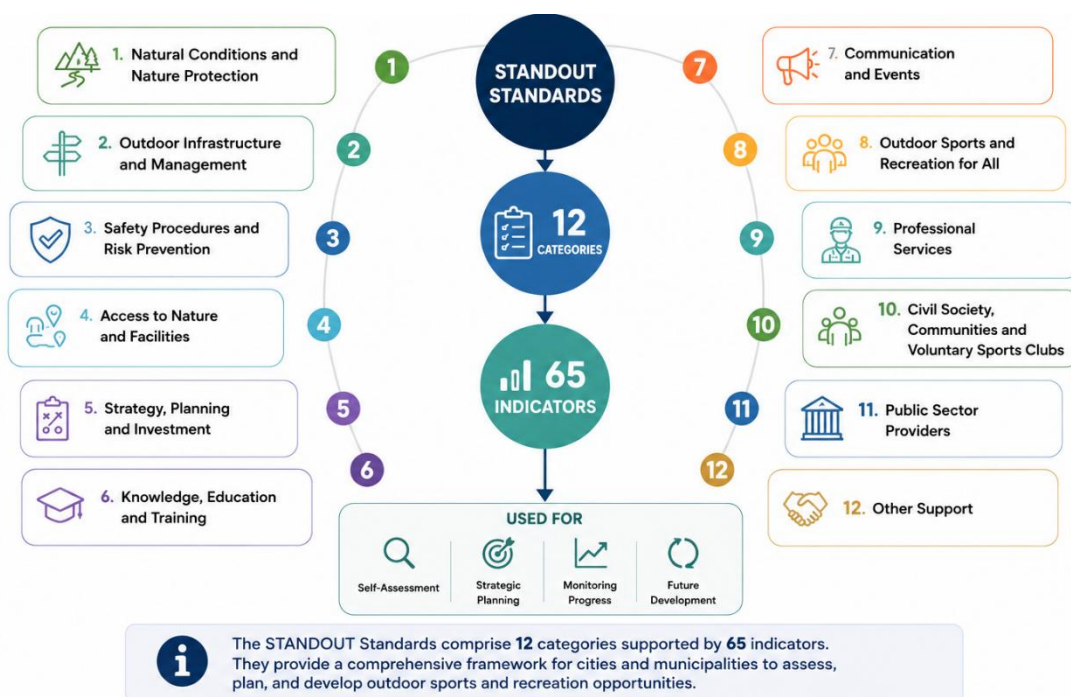 STANDOUT
STANDARDS
12
CATEGORIES
65
INDICATORS
1
2
3
4
5
6
7
8
9
10
11
12
1. Natural Conditions and
Nature Protection
2. Outdoor Infrastructure
and Management
3. Safety Procedures and
Risk Prevention
4. Access to Nature
and Facilities
5. Strategy, Planning
and Investment
6. Knowledge, Education
and Training
7. Communication
and Events
8. Outdoor Sports and
Recreation for All
9. Professional
Services
10. Civil Society,
Communities and
Voluntary Sports Clubs
11. Public Sector
Providers
12. Other Support
USED FOR
Self-Assessment
Strategic
Planning
Monitoring
Progress
Future
Development
i
The STANDOUT Standards comprise 12 categories supported by 65 indicators.
They provide a comprehensive framework for cities and municipalities to assess,
plan, and develop outdoor sports and recreation opportunities.